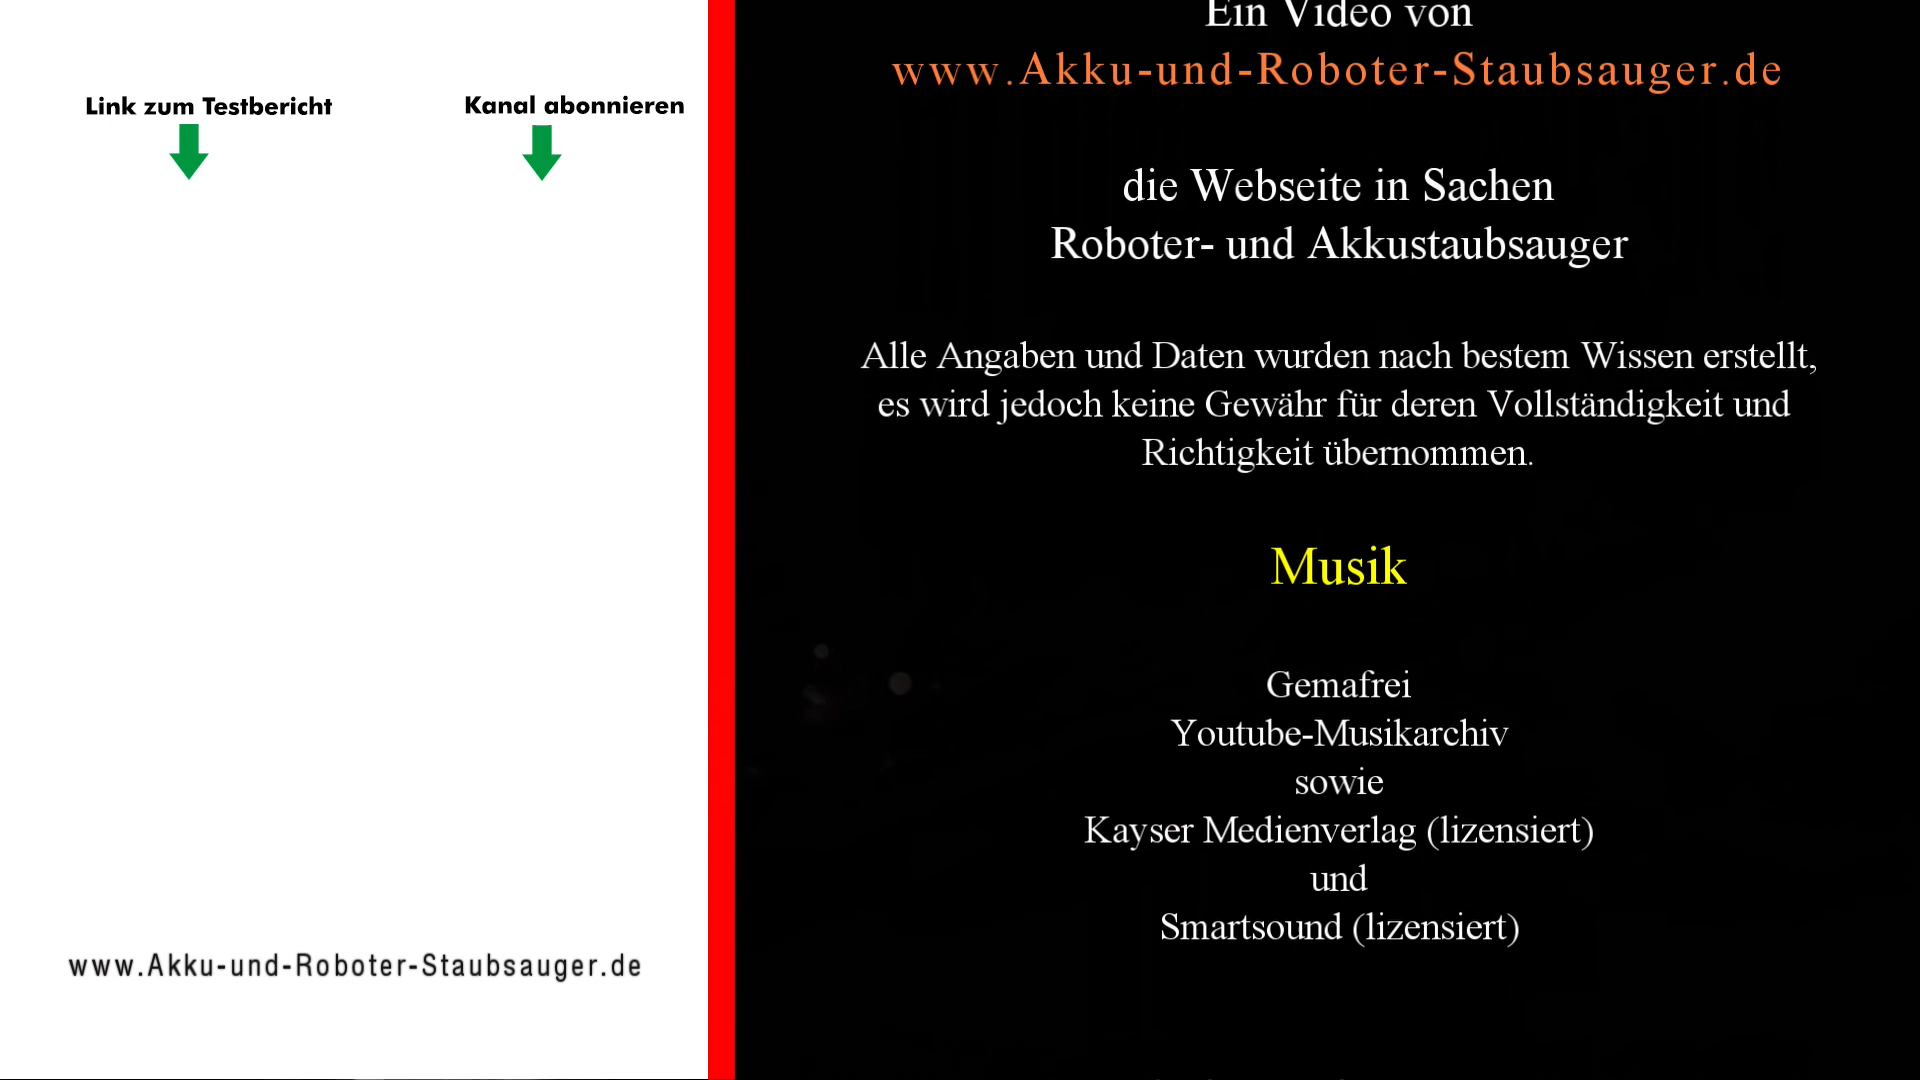 Link zum Testbericht
Kanal abonnieren
www.Akku-und-Roboter-Staubsauger.de
Ein Video von
www.Akku-und-Roboter-Staubsauger.de
die Webseite in Sachen
Roboter- und Akkustaubsauger
Alle Angaben und Daten wurden nach bestem Wissen erstellt,
es wird jedoch keine Gewähr für deren Vollständigkeit und
Richtigkeit übernommen.
Musik
Gemafrei
Youtube-Musikarchiv
sowie
Kayser Medienverlag (lizensiert)
und
Smartsound (lizensiert)